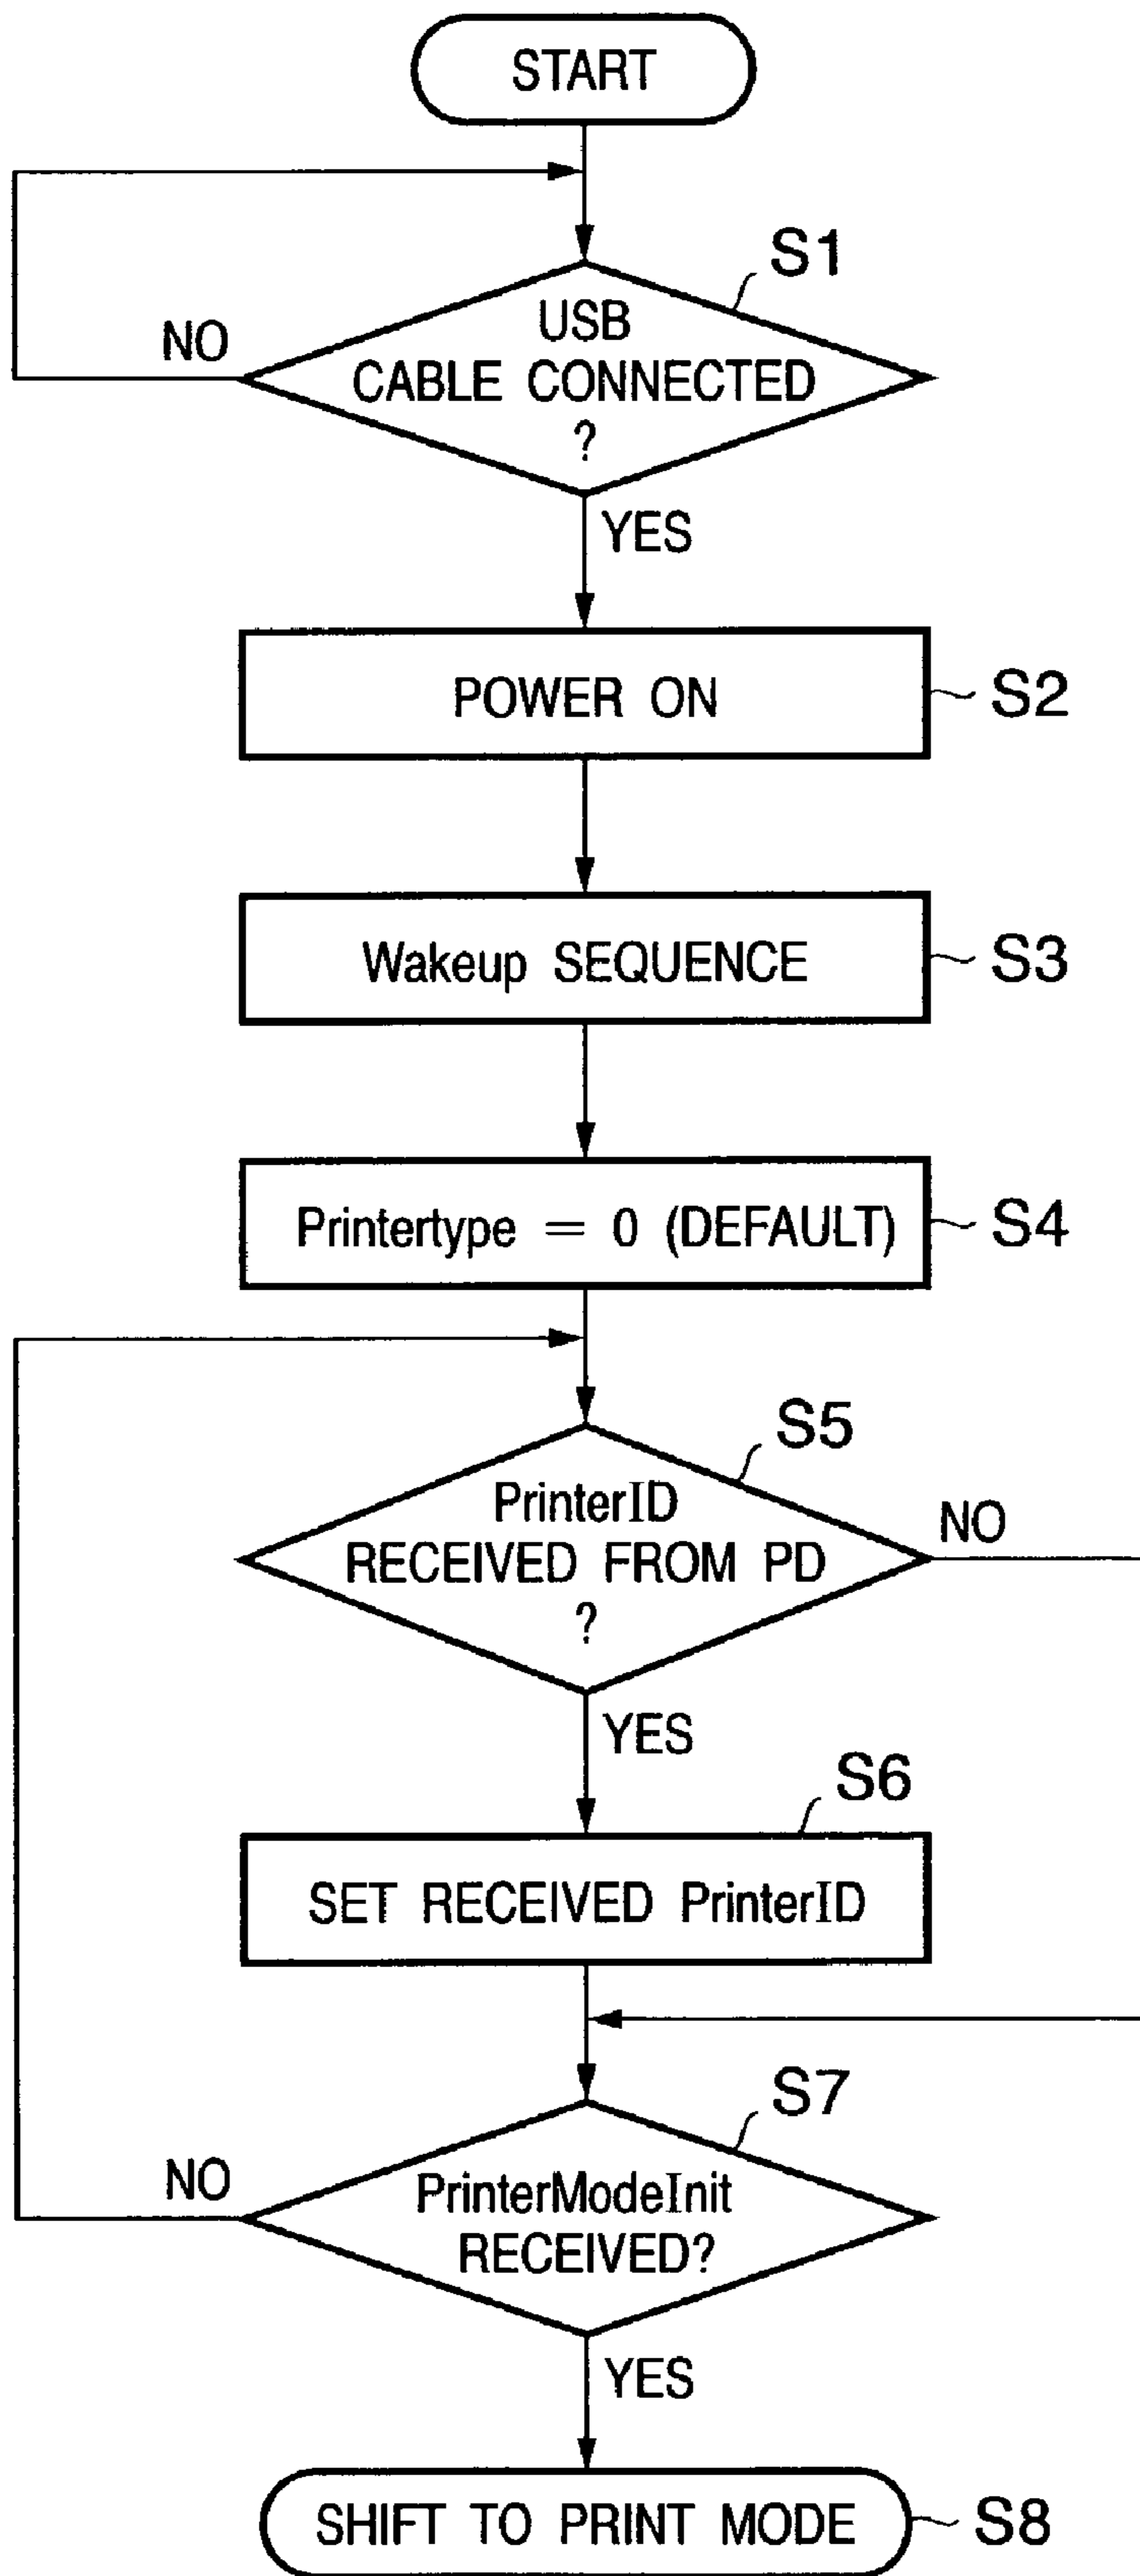 START
S1
USB
CABLE CONNECTED
?
NO
YES
POWER ON
S2
Wakeup SEQUENCE
S3
Printertype = 0 (DEFAULT)
S4
S5
PrinterID
RECEIVED FROM PD
?
NO
YES
S6
SET RECEIVED PrinterID
S7
NO
PrinterModeInit
RECEIVED?
YES
SHIFT TO PRINT MODE
S8